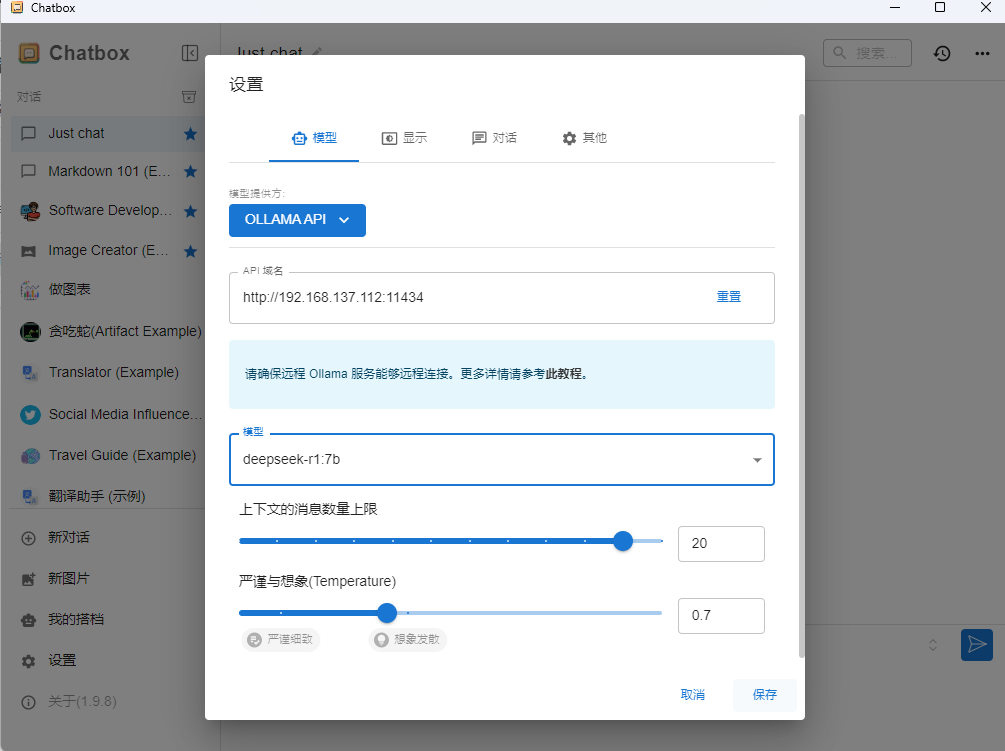 Chatbox
Chatbox
Just chat
搜索...
对话
Just chat
Markdown 101 (E...
Software Develop...
Image Creator (E...
做图表
贪吃蛇(Artifact Example)
Translator (Example)
Social Media Influence...
Travel Guide (Example)
翻译助手 (示例)
新对话
新图片
我的搭档
设置
关于(1.9.8)
设置
模型
显示
对话
其他
模型提供方:
OLLAMA API
API 域名
http://192.168.137.112:11434
重置
请确保远程 Ollama 服务能够远程连接。更多详情请参考此教程。
模型
deepseek-r1:7b
上下文的消息数量上限
20
严谨与想象(Temperature)
0.7
严谨细致
想象发散
取消
保存